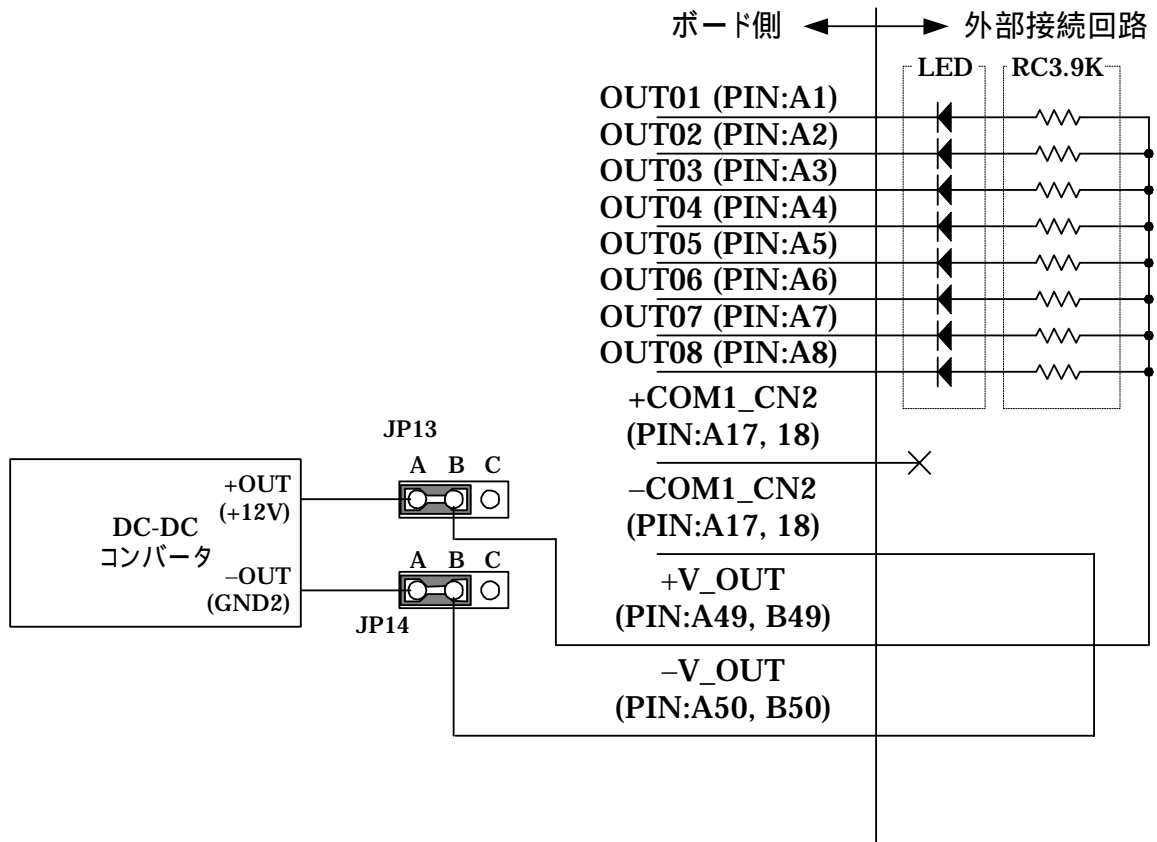 ボード側
外部接続回路
LED
RC3.9K
OUT01 (PIN:A1)
OUT02 (PIN:A2)
OUT03 (PIN:A3)
OUT04 (PIN:A4)
OUT05 (PIN:A5)
OUT06 (PIN:A6)
OUT07 (PIN:A7)
OUT08 (PIN:A8)
+COM1_CN2
(PIN:A17, 18)
−COM1_CN2
(PIN:A17, 18)
+V_OUT
(PIN:A49, B49)
−V_OUT
(PIN:A50, B50)
JP13
A B C
+OUT
(+12V)
DC-DC
コンバータ
−OUT
(GND2)
A B C
JP14